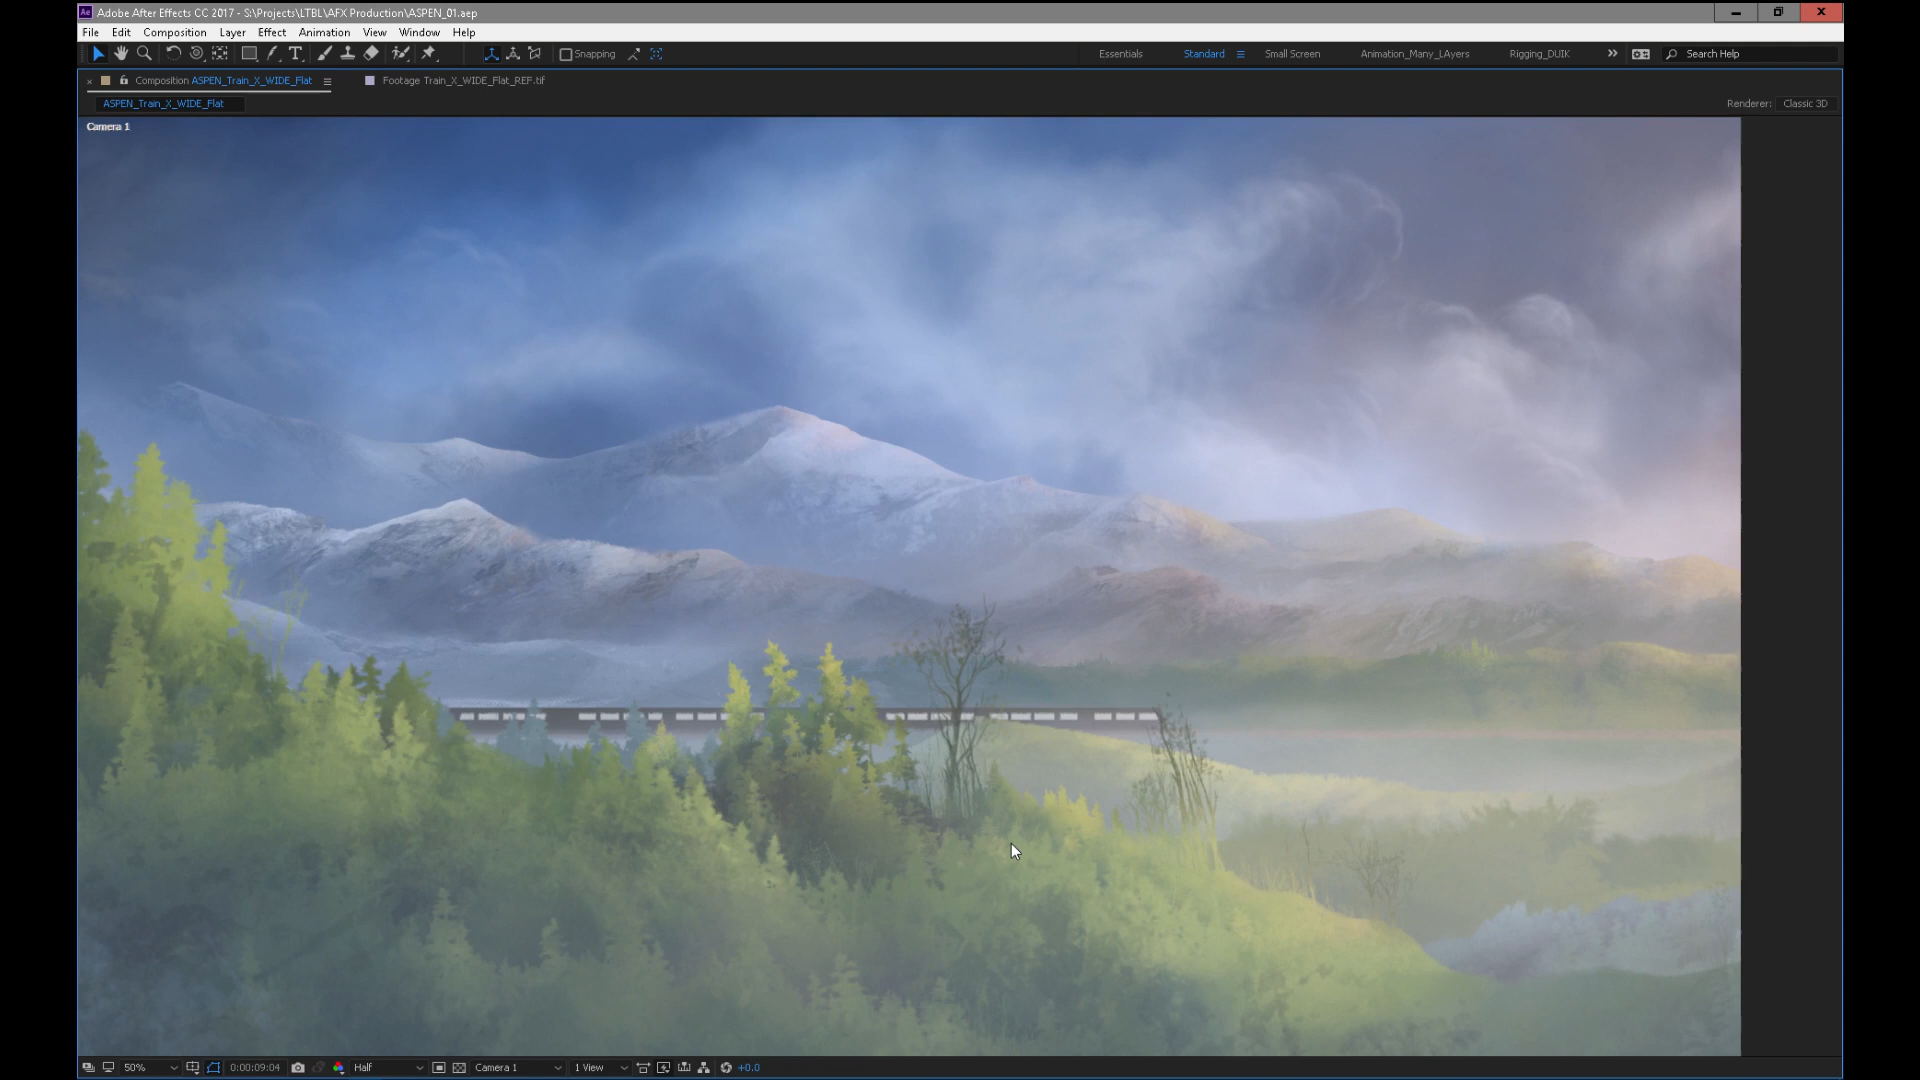 Ae Adobe After Effects CC 2017 - S:\Projects\LTBL\AFX Production\ASPEN_01.aep
File Edit Composition Layer Effect Animation View Window Help
Snapping Essentials Standard Small Screen Animation_Many_LAyers Rigging_DUIK Search Help
Composition ASPEN_Train_X_WIDE_Flat Footage Train_X_WIDE_Flat_REF.tif
ASPEN_Train_X_WIDE_Flat Renderer: Classic 3D
Camera 1
50% 0:00:09:04 Half Camera 1 1 View +0.0